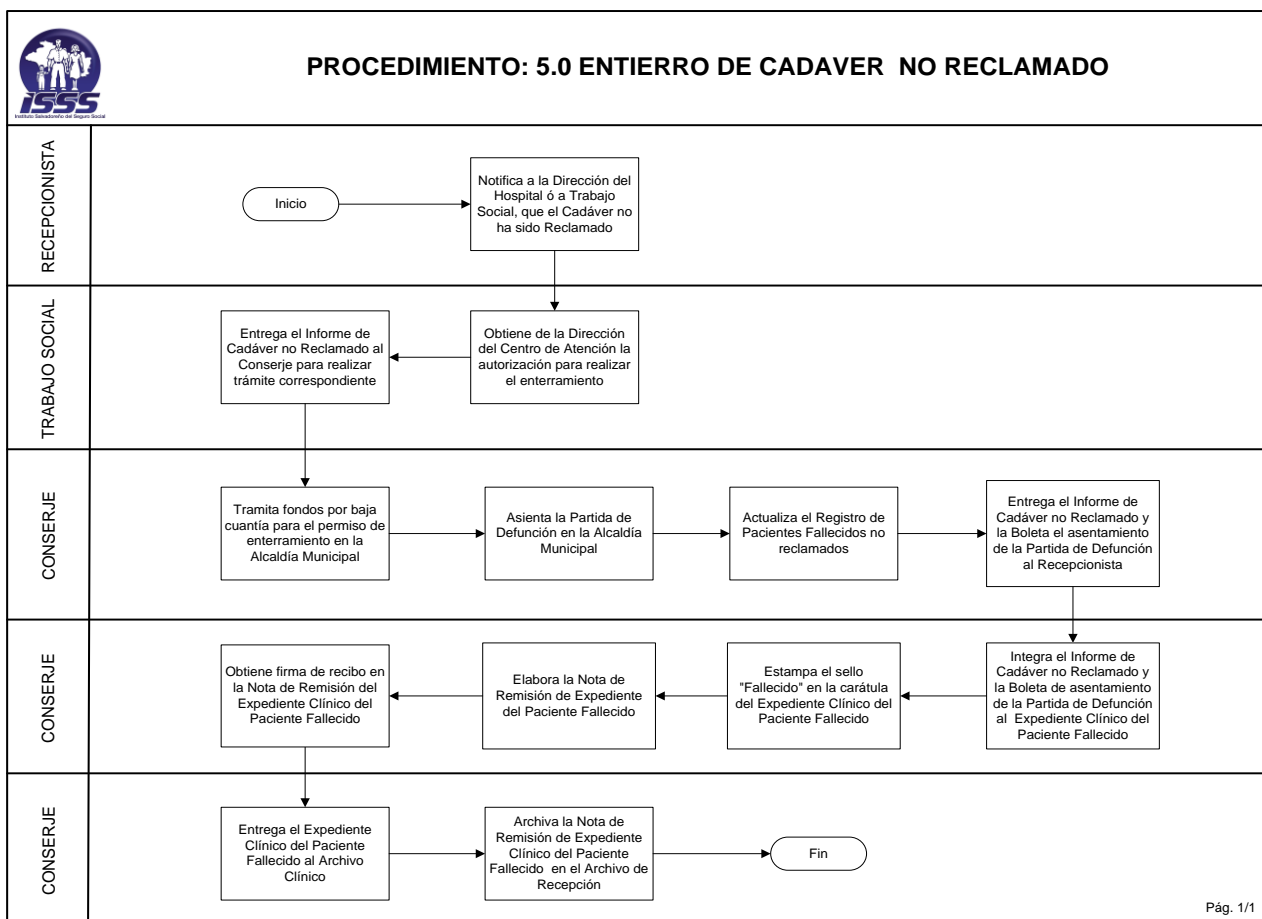 ISSS
Instituto Salvadoreño del Seguro Social
PROCEDIMIENTO: 5.0 ENTIERRO DE CADAVER NO RECLAMADO
RECEPCIONISTA
Inicio
Notifica a la Dirección del
Hospital ó a Trabajo
Social, que el Cadáver no
ha sido Reclamado
TRABAJO SOCIAL
Entrega el Informe de
Cadáver no Reclamado al
Conserje para realizar
trámite correspondiente
Obtiene de la Dirección
del Centro de Atención la
autorización para realizar
el enterramiento
CONSERJE
Tramita fondos por baja
cuantía para el permiso de
enterramiento en la
Alcaldía Municipal
Asienta la Partida de
Defunción en la Alcaldía
Municipal
Actualiza el Registro de
Pacientes Fallecidos no
reclamados
Entrega el Informe de
Cadáver no Reclamado y
la Boleta el asentamiento
de la Partida de Defunción
al Recepcionista
CONSERJE
Obtiene firma de recibo en
la Nota de Remisión del
Expediente Clínico del
Paciente Fallecido
Elabora la Nota de
Remisión de Expediente
del Paciente Fallecido
Estampa el sello
"Fallecido" en la carátula
del Expediente Clínico del
Paciente Fallecido
Integra el Informe de
Cadáver no Reclamado y
la Boleta de asentamiento
de la Partida de Defunción
al Expediente Clínico del
Paciente Fallecido
CONSERJE
Entrega el Expediente
Clínico del Paciente
Fallecido al Archivo
Clínico
Archiva la Nota de
Remisión de Expediente
Clínico del Paciente
Fallecido en el Archivo de
Recepción
Fin
Pág. 1/1